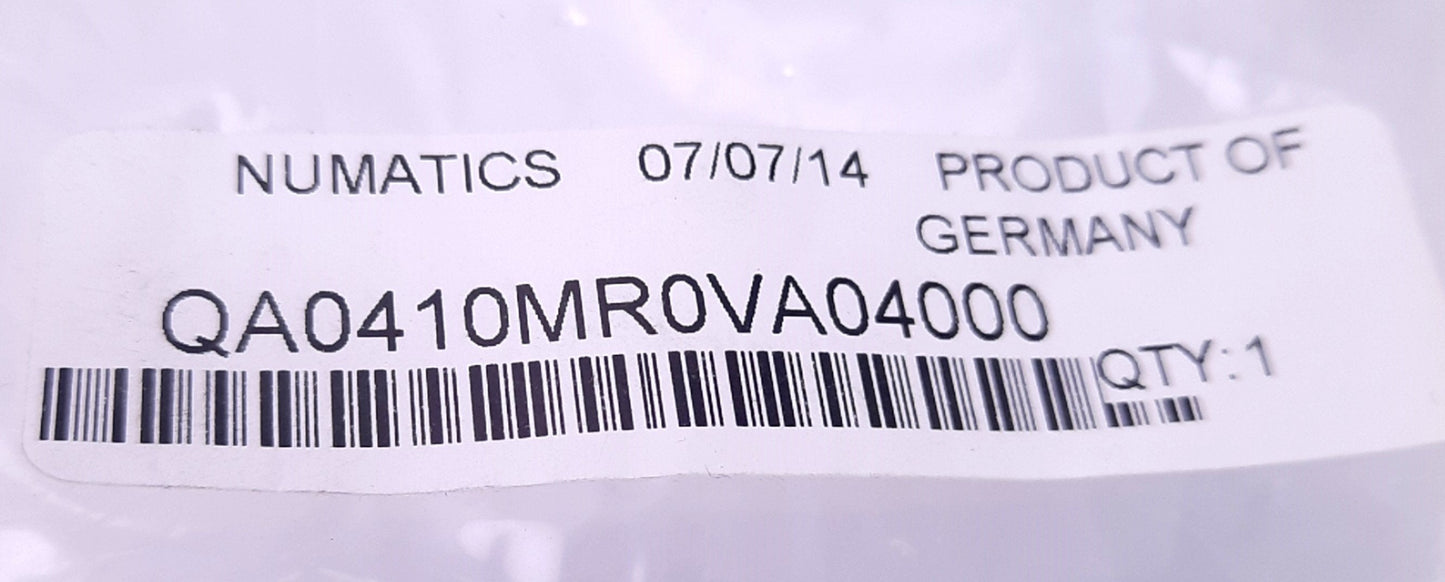 NUMATICS 07/07/14 PRODUCT OF
GERMANY
QA0410MR0VA04000
QTY:1